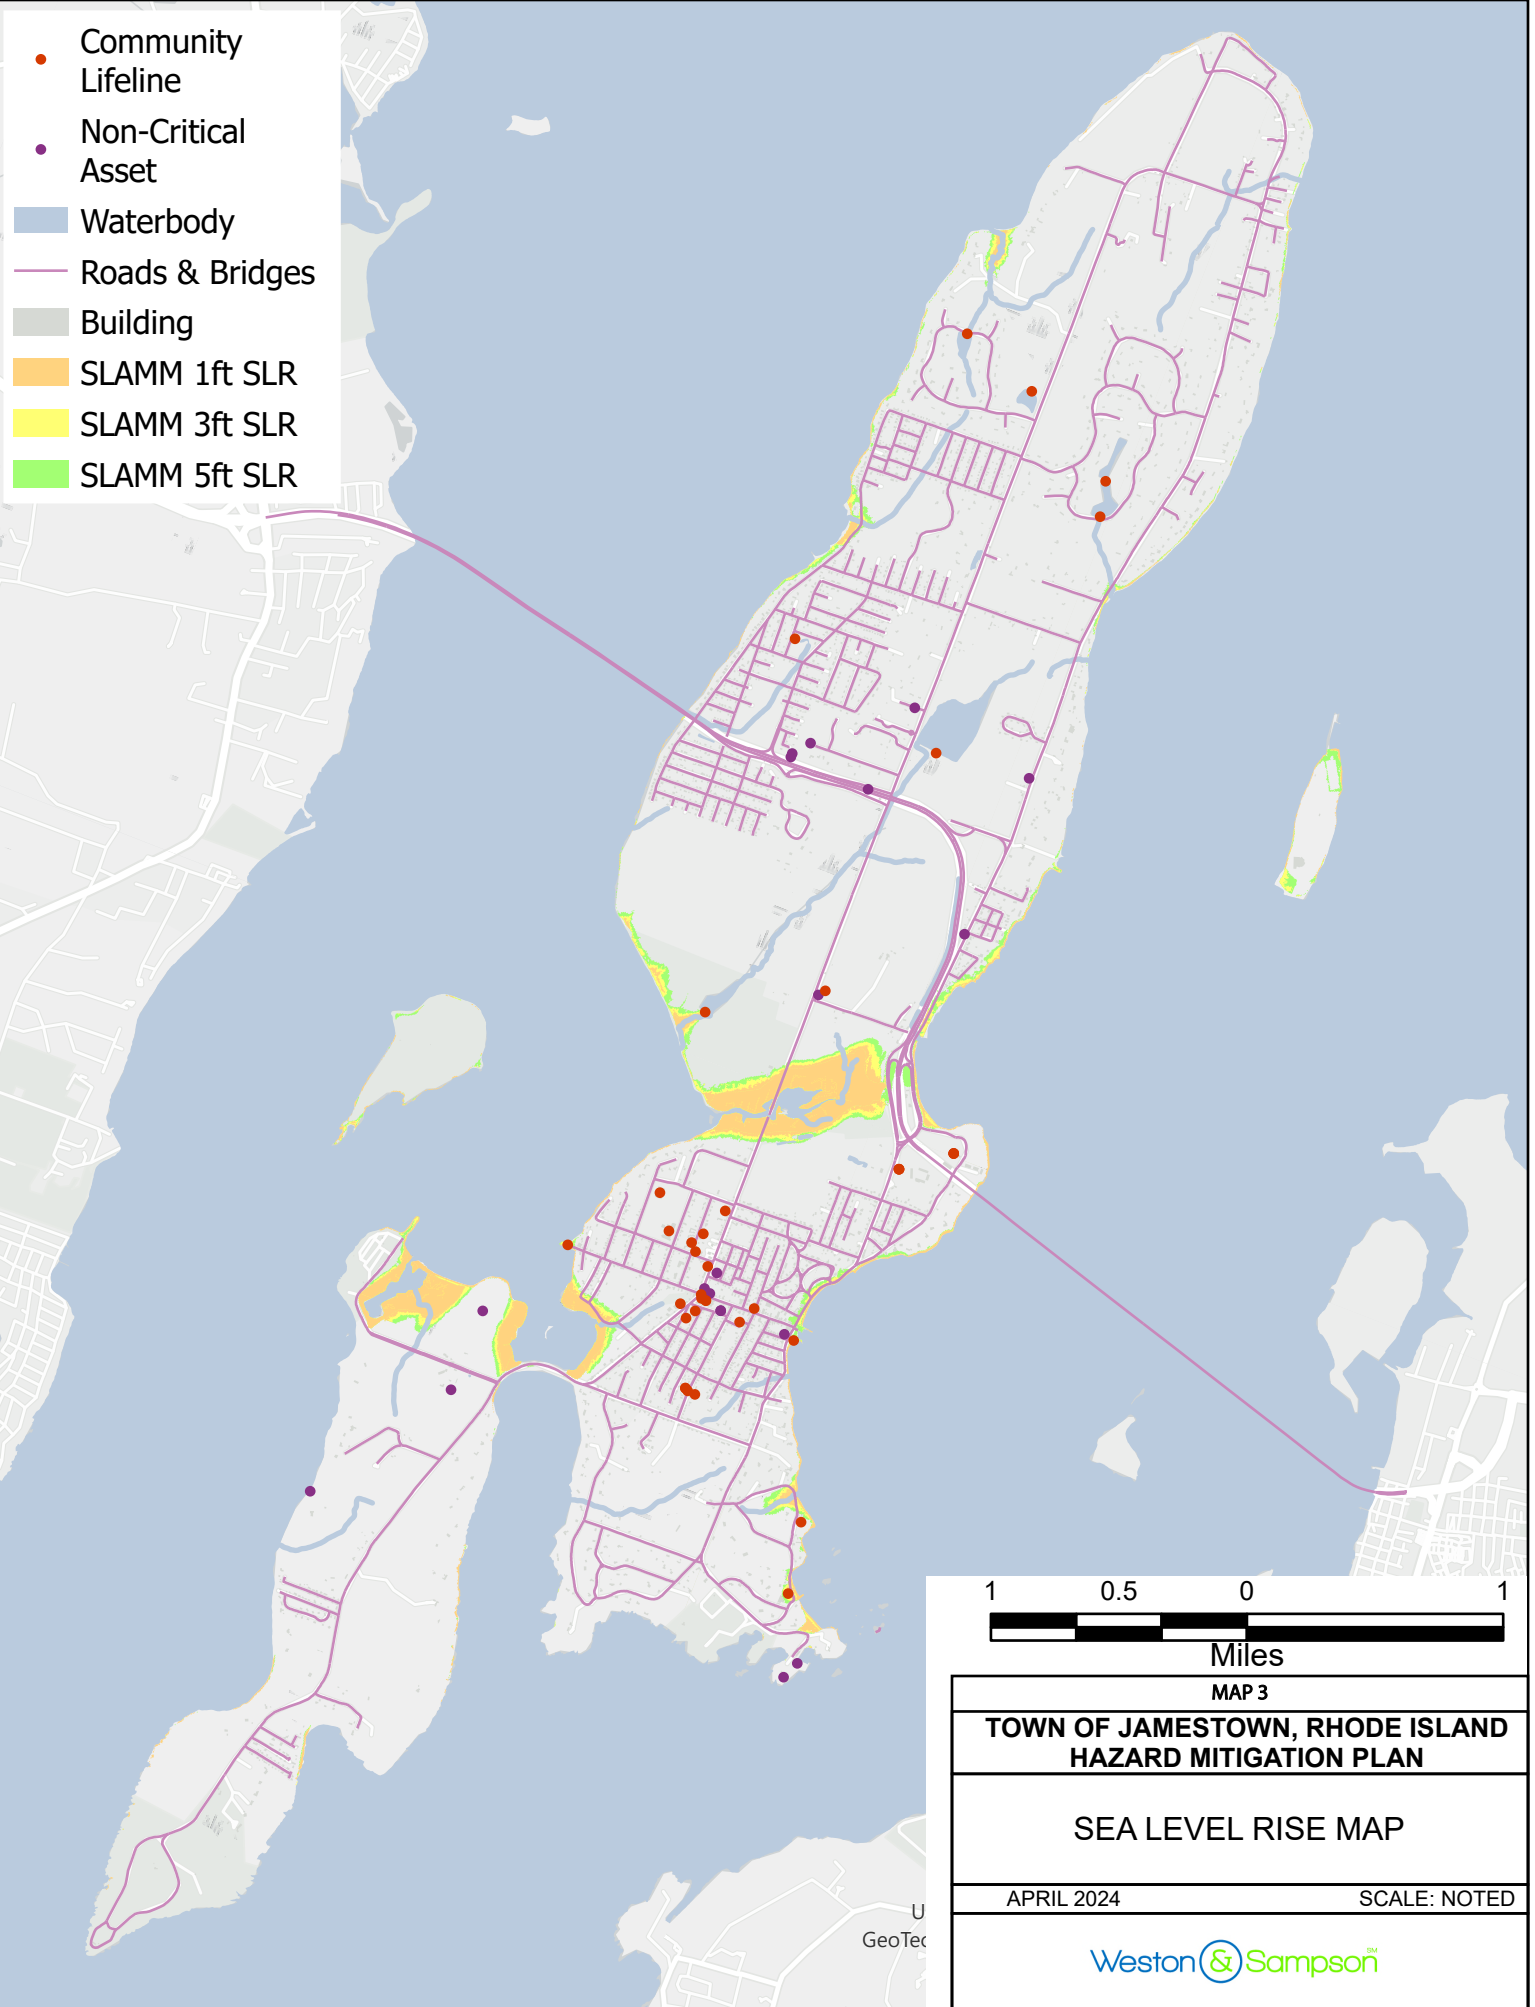 Community
Lifeline
Non-Critical
Asset
Waterbody
Roads & Bridges
Building
SLAMM 1ft SLR
SLAMM 3ft SLR
SLAMM 5ft SLR
1 0.5 0 1
Miles
MAP 3
TOWN OF JAMESTOWN, RHODE ISLAND
HAZARD MITIGATION PLAN
SEA LEVEL RISE MAP
APRIL 2024 SCALE: NOTED
U
GeoTec
Weston & Sampson SM